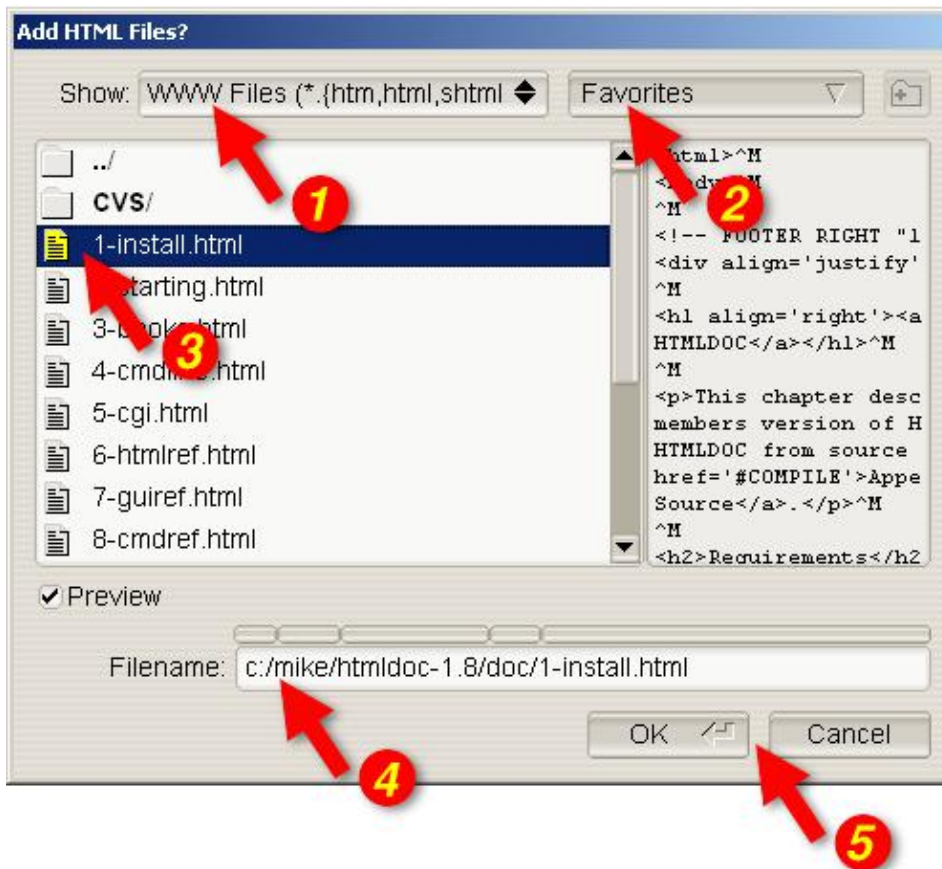 Add HTML Files?
Show: WWW Files (*.{htm,html,shtml Favorites
../
CVS/
1-install.html
starting.html
3-books.html
4-cmdline.html
5-cgi.html
6-htmlref.html
7-guiref.html
8-cmdref.html
html>^M
^M
<!-- FOOTER RIGHT "1
<div align='justify'
^M
<h1 align='right'><a
HTMLDOC</a></h1>^M
^M
<p>This chapter desc
members version of H
HTMLDOC from source
href='#COMPILE'>Appe
Source</a>.</p>^M
^M
<h2>Requirements</h2
1
2
3
Preview
Filename: c:/mike/htmldoc-1.8/doc/1-install.html
OK Cancel
4
5